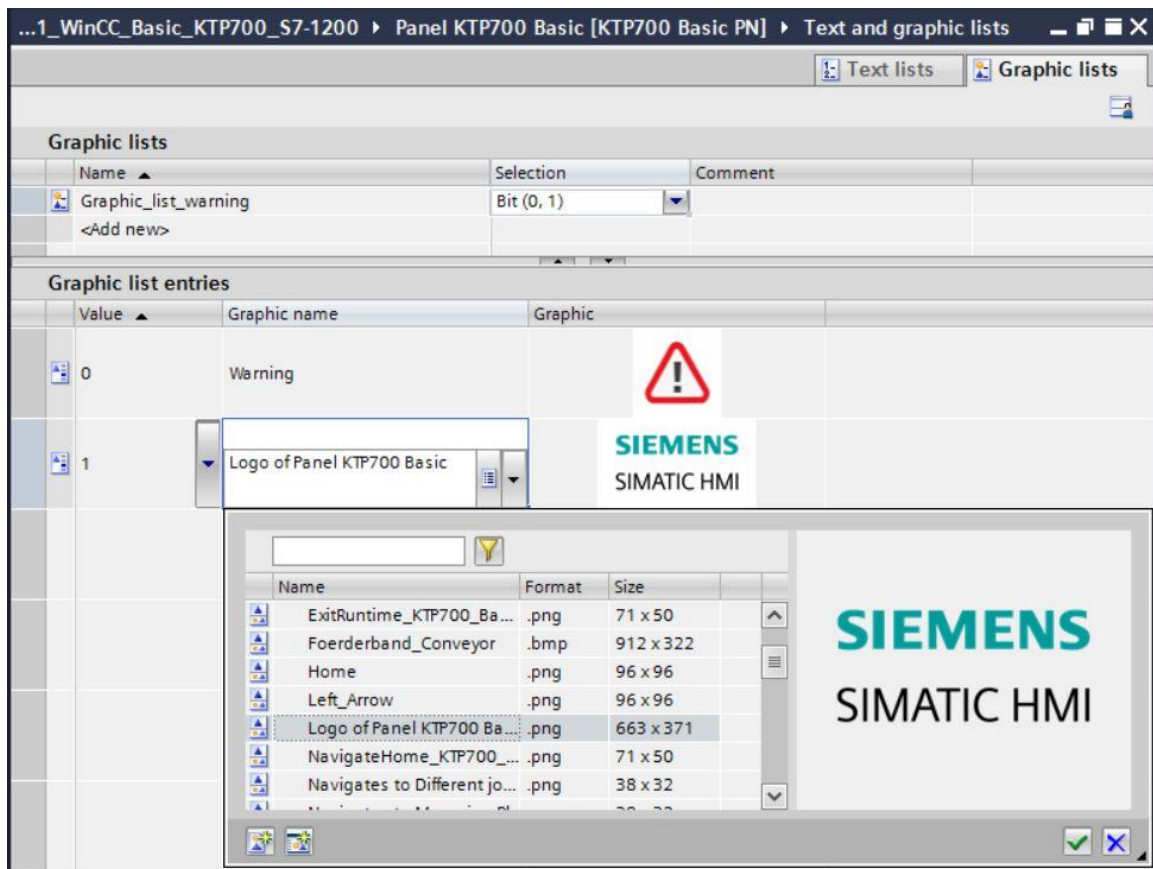 ...1_WinCC_Basic_KTP700_S7-1200 ▸ Panel KTP700 Basic [KTP700 Basic PN] ▸ Text and graphic lists
Text lists Graphic lists
Graphic lists
Name Selection Comment
Graphic_list_warning Bit (0, 1)
<Add new>
Graphic list entries
Value Graphic name Graphic
0 Warning
1 Logo of Panel KTP700 Basic SIEMENS
SIMATIC HMI
Name Format Size
ExitRuntime_KTP700_Ba... .png 71 x 50
Foerderband_Conveyor .bmp 912 x 322
Home .png 96 x 96
Left_Arrow .png 96 x 96
Logo of Panel KTP700 Ba... .png 663 x 371
NavigateHome_KTP700_... .png 71 x 50
Navigates to Different jo... .png 38 x 32
SIEMENS
SIMATIC HMI